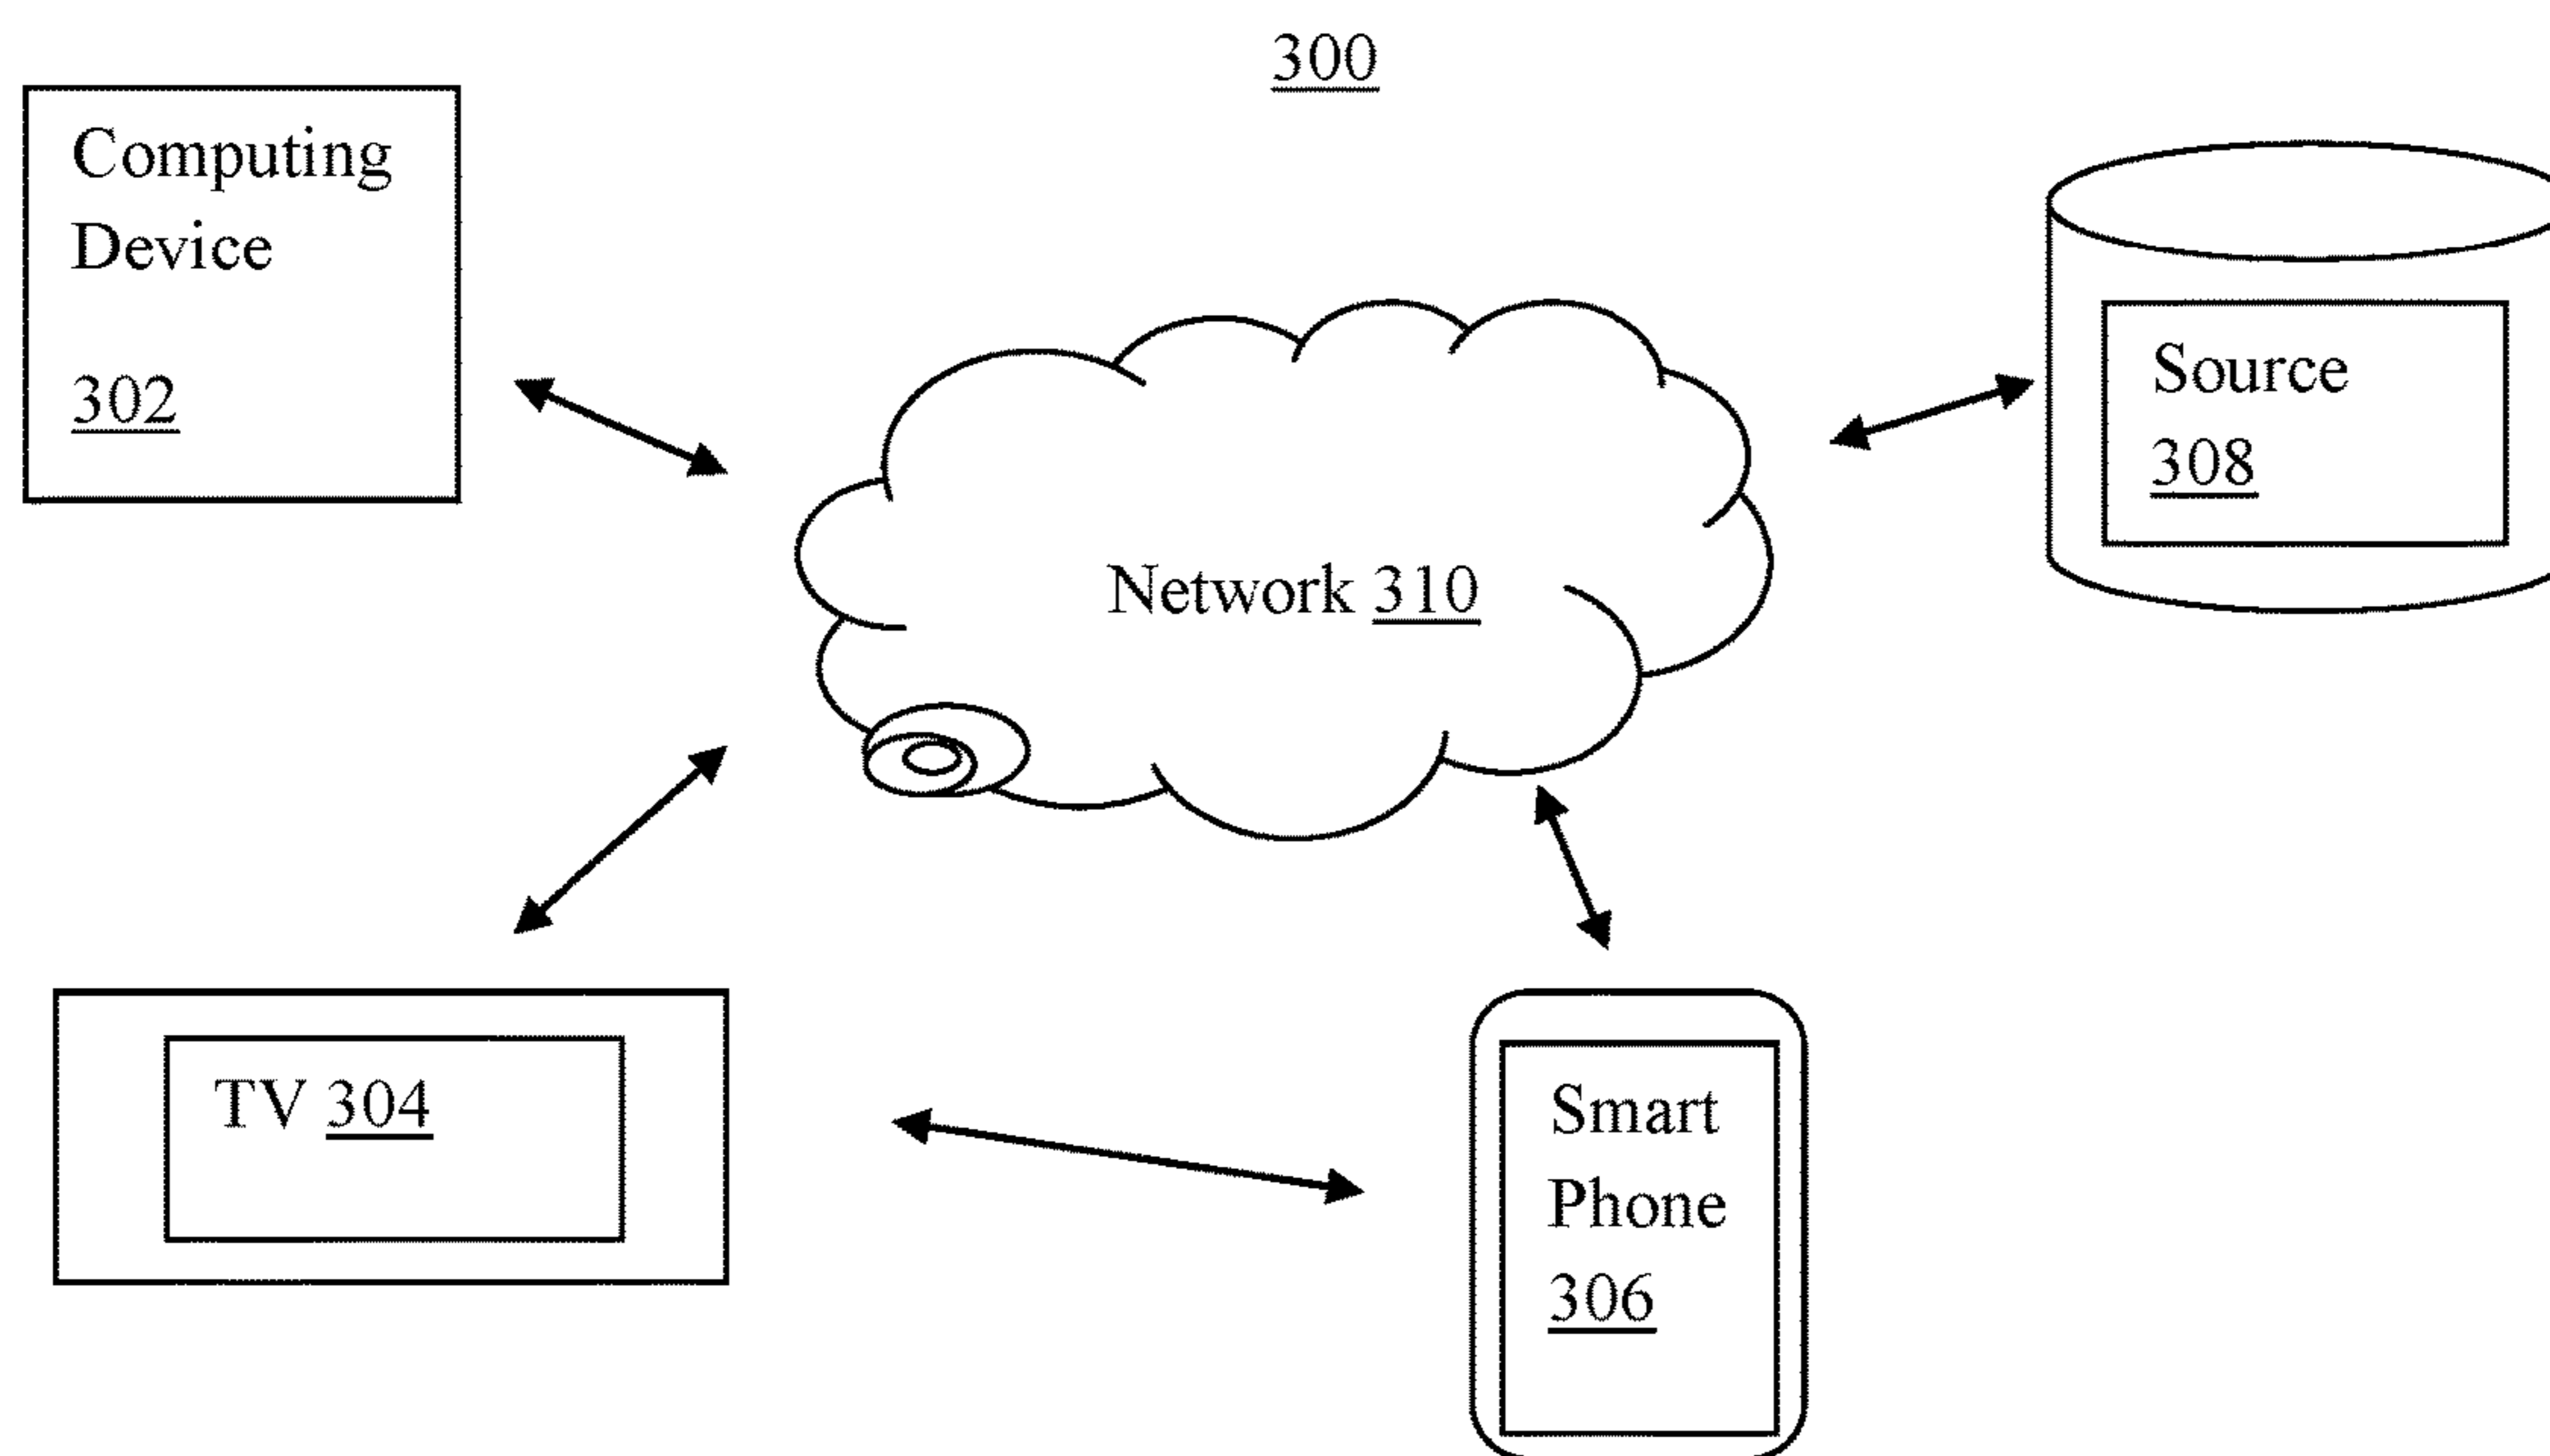 300
Computing
Device
302
Source
308
Network 310
TV 304
Smart
Phone
306